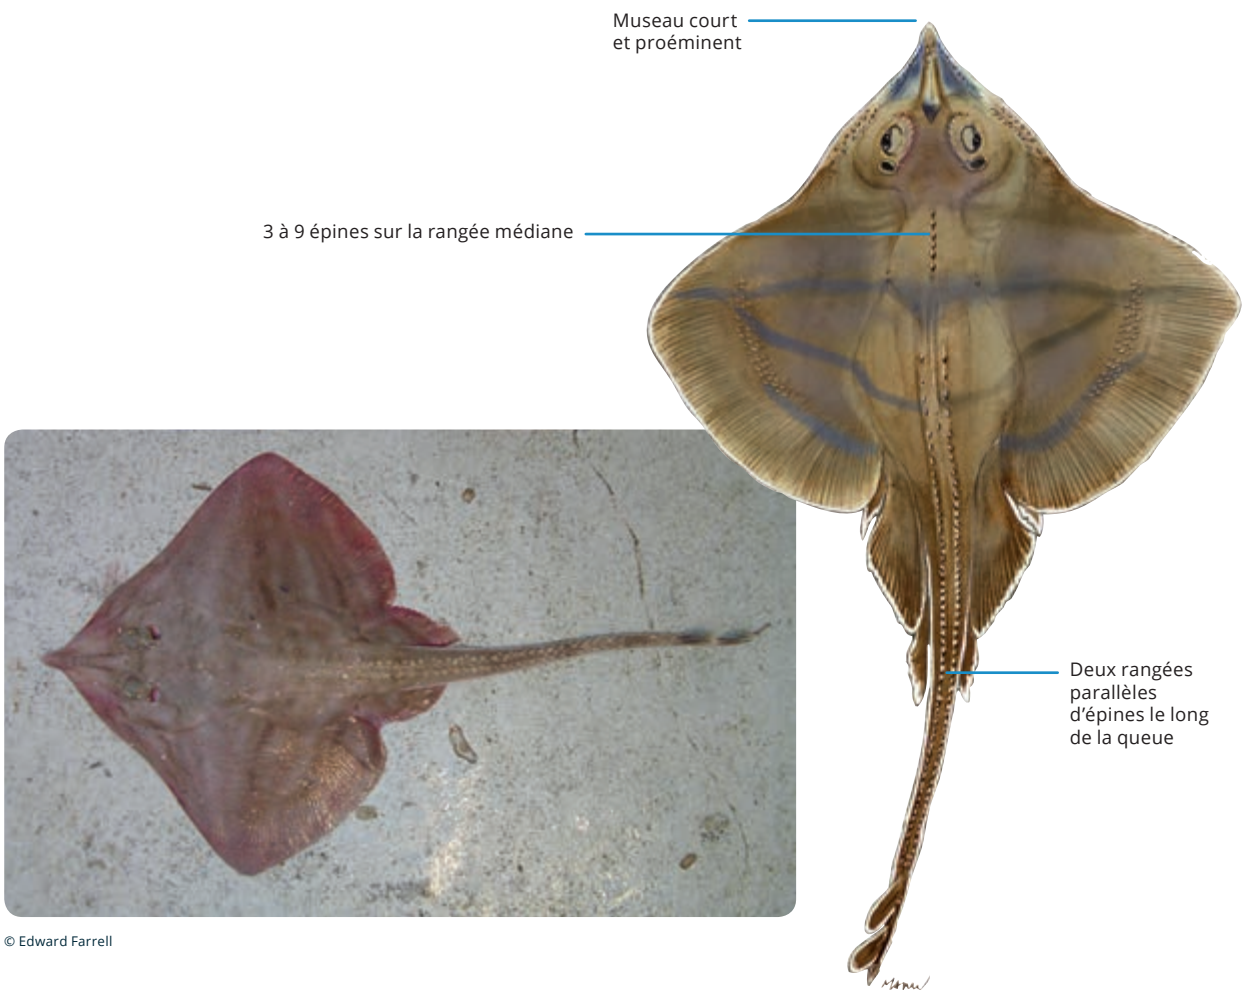 Museau court
et proéminent
3 à 9 épines sur la rangée médiane
Deux rangées
parallèles
d'épines le long
de la queue
© Edward Farrell